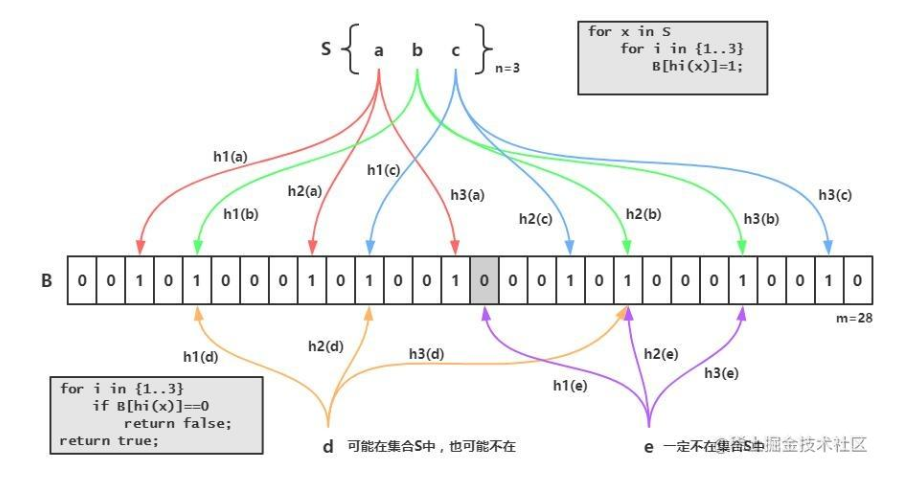 S { a b c } n=3
for x in S
for i in {1..3}
B[hi(x)]=1;
h1(a)
h1(b)
h2(a)
h1(c)
h3(a)
h2(c)
h2(b)
h3(b)
h3(c)
B 0 0 1 0 1 0 0 0 1 0 1 0 0 1 0 0 0 1 0 1 0 0 0 1 0 0 1 0
m=28
h1(d)
h2(d)
h3(d)
h1(e)
h2(e)
h3(e)
for i in {1..3}
if B[hi(x)]==0
return false;
return true;
d 可能在集合S中，也可能不在
e 一定不在集合S中
@稀土掘金技术社区